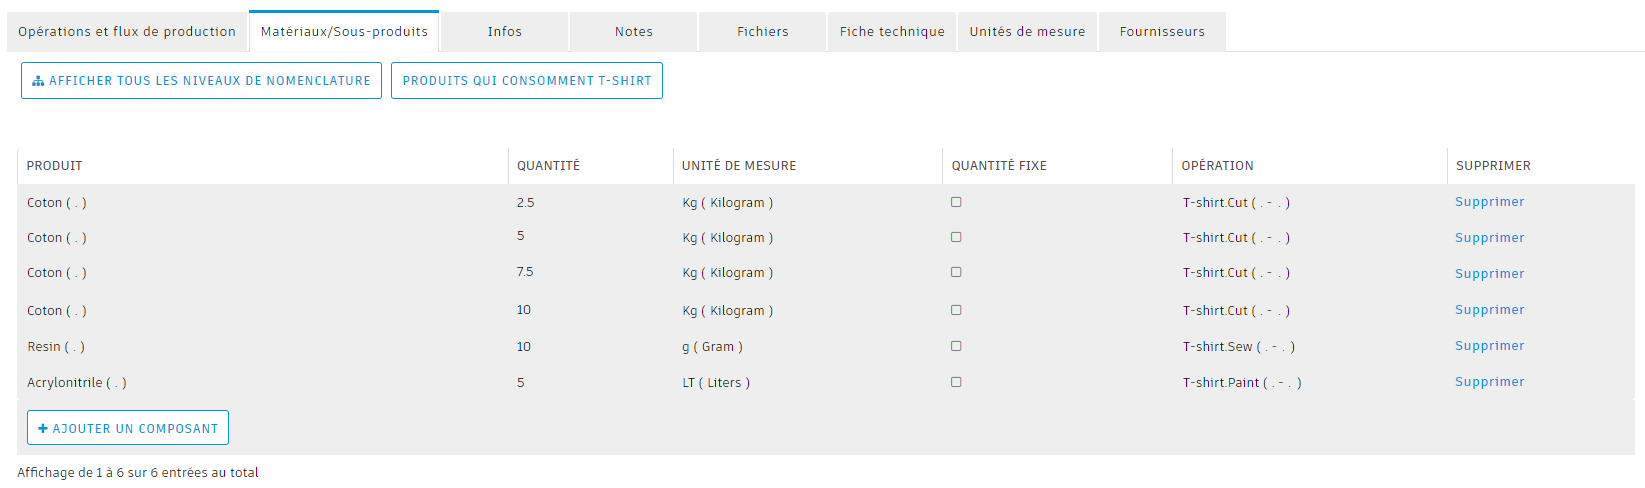 Opérations et flux de production Matériaux/Sous-produits Infos Notes Fichiers Fiche technique Unités de mesure Fournisseurs
AFFICHER TOUS LES NIVEAUX DE NOMENCLATURE PRODUITS QUI CONSOMMENT T-SHIRT
PRODUIT QUANTITÉ UNITÉ DE MESURE QUANTITÉ FIXE OPÉRATION SUPPRIMER
Coton ( . ) 2.5 Kg ( Kilogram ) T-shirt.Cut ( . - . ) Supprimer
Coton ( . ) 5 Kg ( Kilogram ) T-shirt.Cut ( . - . ) Supprimer
Coton ( . ) 7.5 Kg ( Kilogram ) T-shirt.Cut ( . - . ) Supprimer
Coton ( . ) 10 Kg ( Kilogram ) T-shirt.Cut ( . - . ) Supprimer
Resin ( . ) 10 g ( Gram ) T-shirt.Sew ( . - . ) Supprimer
Acrylonitrile ( . ) 5 LT ( Liters ) T-shirt.Paint ( . - . ) Supprimer
+ AJOUTER UN COMPOSANT
Affichage de 1 à 6 sur 6 entrées au total